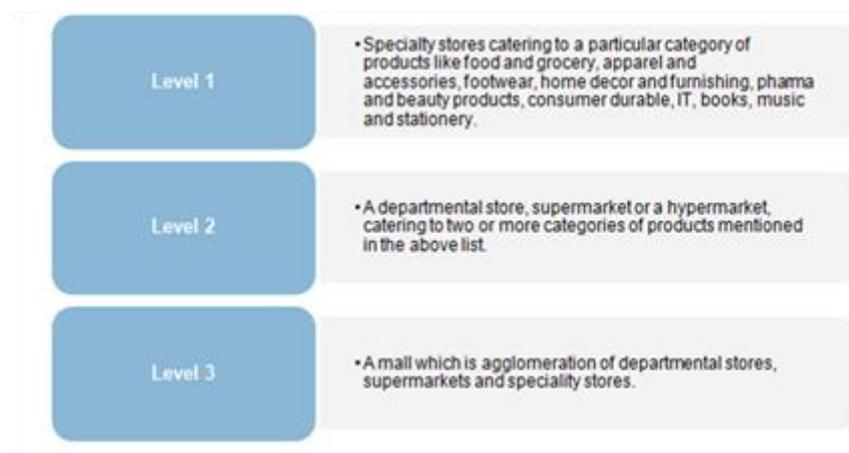 Level 1
• Specialty stores catering to a particular category of
products like food and grocery, apparel and
accessories, footwear, home decor and furnishing, pharma
and beauty products, consumer durable, IT, books, music
and stationery.
Level 2
• A departmental store, supermarket or a hypermarket,
catering to two or more categories of products mentioned
in the above list.
Level 3
• A mall which is agglomeration of departmental stores,
supermarkets and speciality stores.